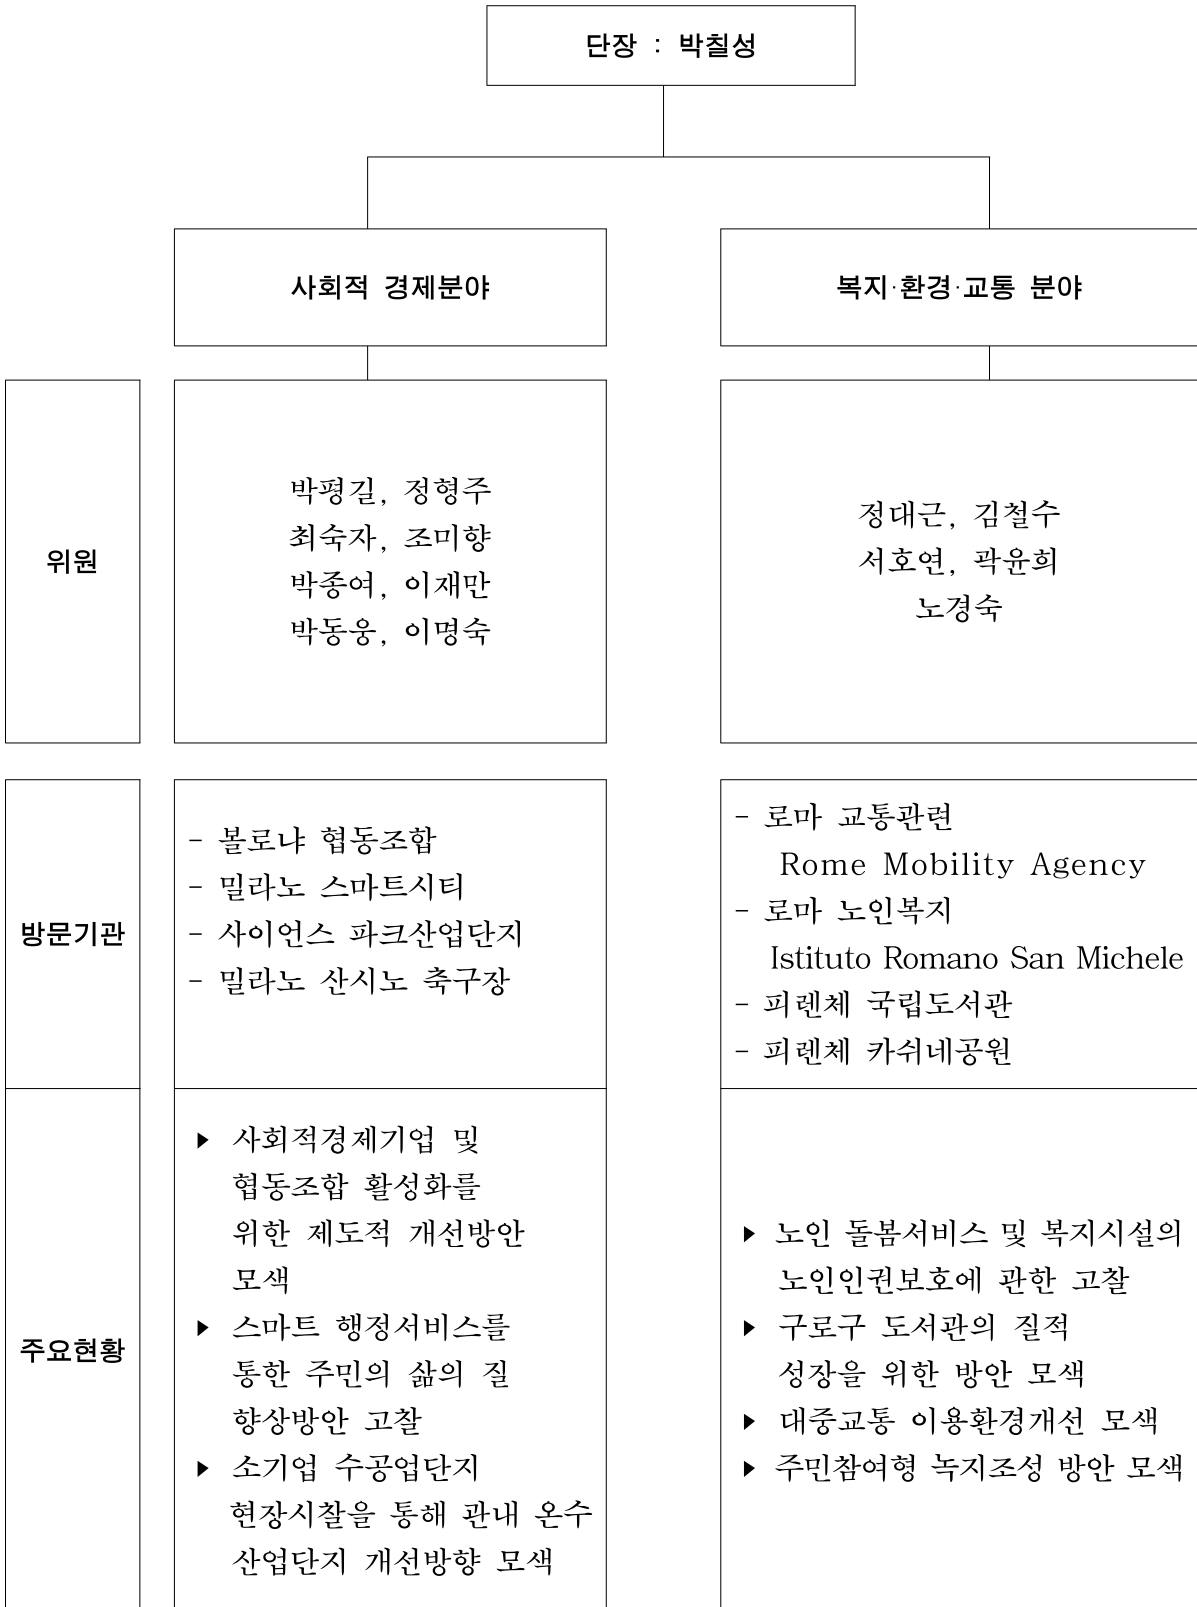 단장 : 박칠성
사회적 경제분야
복지·환경·교통 분야
위원
박평길, 정형주
최숙자, 조미향
박종여, 이재만
박동웅, 이명숙
정대근, 김철수
서호연, 곽윤희
노경숙
방문기관
- 볼로냐 협동조합
- 밀라노 스마트시티
- 사이언스 파크산업단지
- 밀라노 산시노 축구장
- 로마 교통관련
Rome Mobility Agency
- 로마 노인복지
Istituto Romano San Michele
- 피렌체 국립도서관
- 피렌체 카쉬네공원
주요현황
▶ 사회적경제기업 및
협동조합 활성화를
위한 제도적 개선방안
모색
▶ 스마트 행정서비스를
통한 주민의 삶의 질
향상방안 고찰
▶ 소기업 수공업단지
현장시찰을 통해 관내 온수
산업단지 개선방향 모색
▶ 노인 돌봄서비스 및 복지시설의
노인인권보호에 관한 고찰
▶ 구로구 도서관의 질적
성장을 위한 방안 모색
▶ 대중교통 이용환경개선 모색
▶ 주민참여형 녹지조성 방안 모색